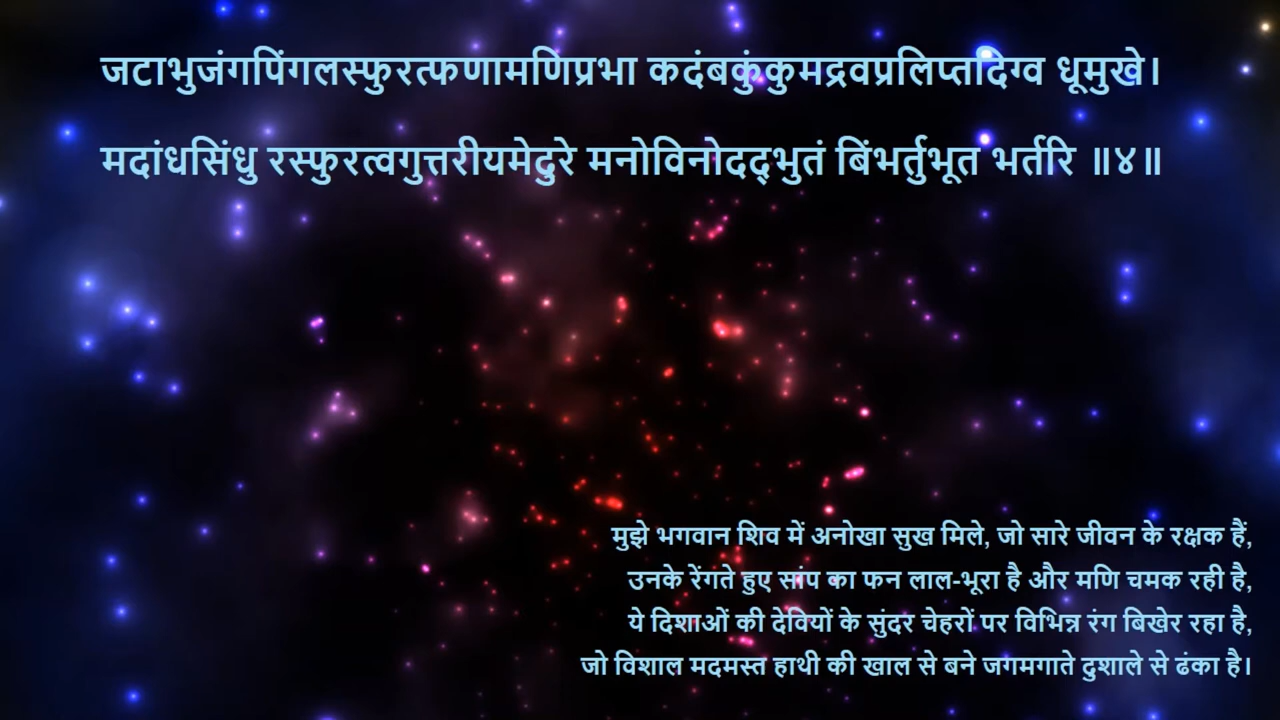 जटाभुजंगपिंगलस्फुरत्फणामणिप्रभा कदंबकुंकुमद्रवप्रलिप्तदिग्व धूमुखे।
मदांधसिंधु रस्फुरत्वगुत्तरीयमेदुरे मनोविनोदद्भुतं बिंभर्तुभूत भर्तरि ॥४॥
मुझे भगवान शिव में अनोखा सुख मिले, जो सारे जीवन के रक्षक हैं,
उनके रेंगते हुए सांप का फन लाल-भूरा है और मणि चमक रही है,
ये दिशाओं की देवियों के सुंदर चेहरों पर विभिन्न रंग बिखेर रहा है,
जो विशाल मदमस्त हाथी की खाल से बने जगमगाते दुशाले से ढंका है।